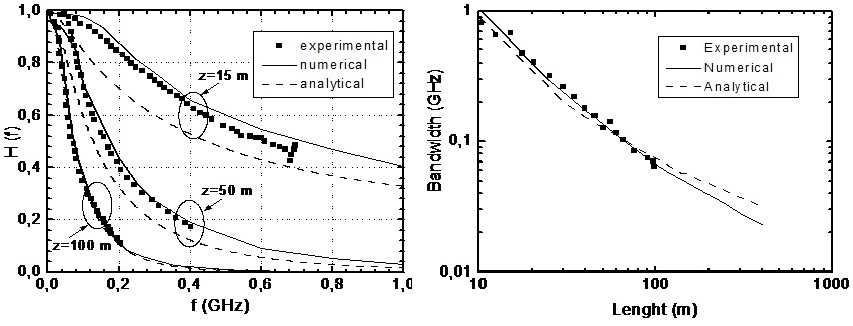 1,0
0,8
0,6
0,4
0,2
0,0
H (f)
experimental
numerical
analytical
z=15 m
z=50 m
z=100 m
0,0 0,2 0,4 0,6 0,8 1,0
f (GHz)
1
0,1
0,01
Bandwidth (GHz)
Experimental
Numerical
Analytical
10 100 1000
Lenght (m)